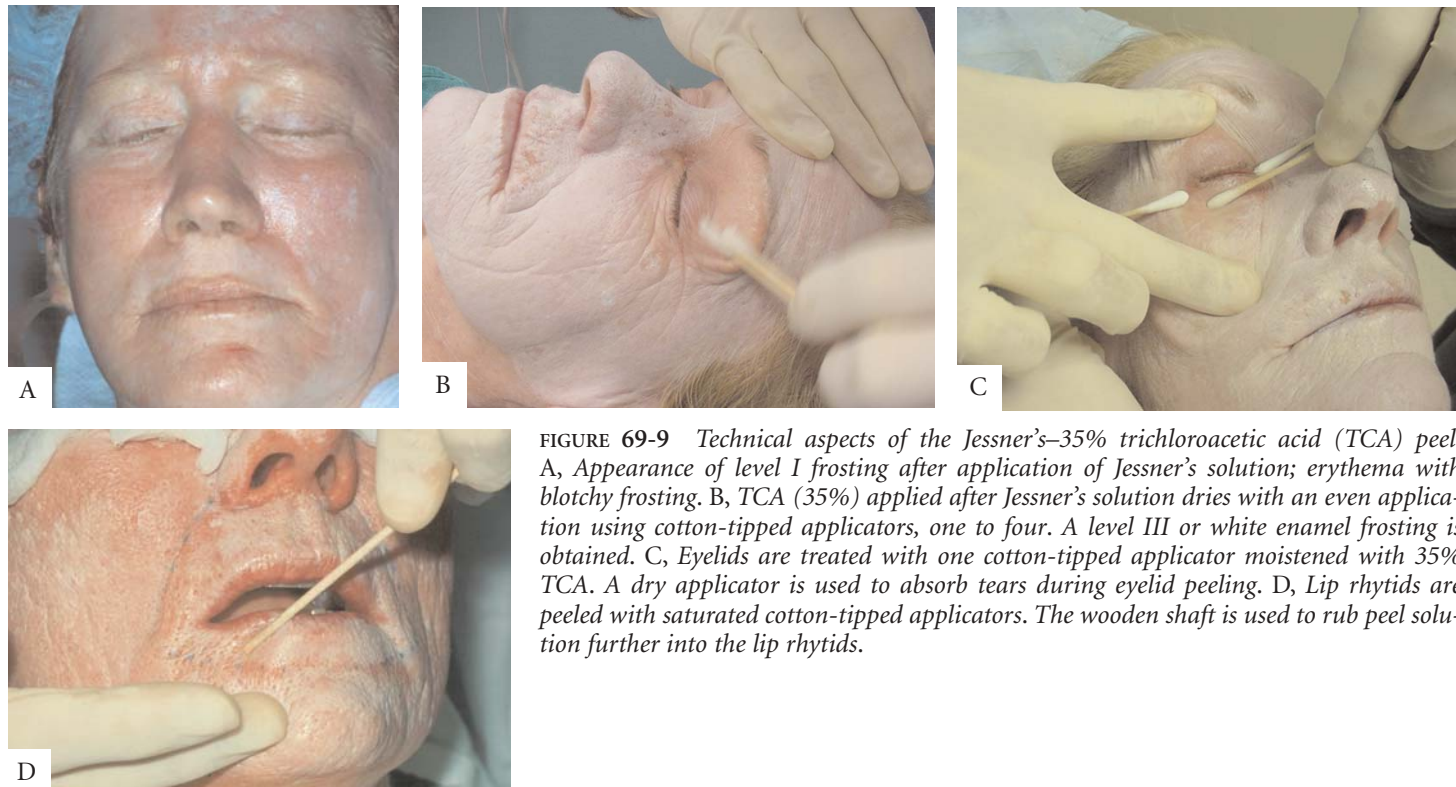 A
B
C
D
FIGURE 69-9 Technical aspects of the Jessner's–35% trichloroacetic acid (TCA) peel
A, Appearance of level I frosting after application of Jessner's solution; erythema with
blotchy frosting. B, TCA (35%) applied after Jessner's solution dries with an even applica-
tion using cotton-tipped applicators, one to four. A level III or white enamel frosting i
obtained. C, Eyelids are treated with one cotton-tipped applicator moistened with 35%
TCA. A dry applicator is used to absorb tears during eyelid peeling. D, Lip rhytids are
peeled with saturated cotton-tipped applicators. The wooden shaft is used to rub peel solu-
tion further into the lip rhytids.